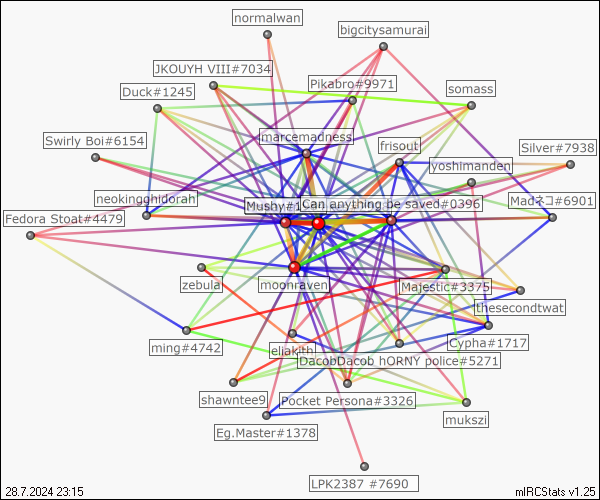 normalwan
bigcitysamurai
JKOUYH VIII#7034
Pikabro#9971
Duck#1245
somass
marcemadness
Swirly Boi#6154
frisout
Silver#7938
yoshimanden
neokingghidorah
Mushy#1
Can anything be saved#0396
Madネコ#6901
Fedora Stoat#4479
zebula
moonraven
Majestic#3375
thesecondtwat
ming#4742
eliakith
Cypha#1717
DacobDacob hORNY police#5271
shawntee9
Pocket Persona#3326
mukszi
Eg.Master#1378
LPK2387 #7690
28.7.2024 23:15
mIRCStats v1.25